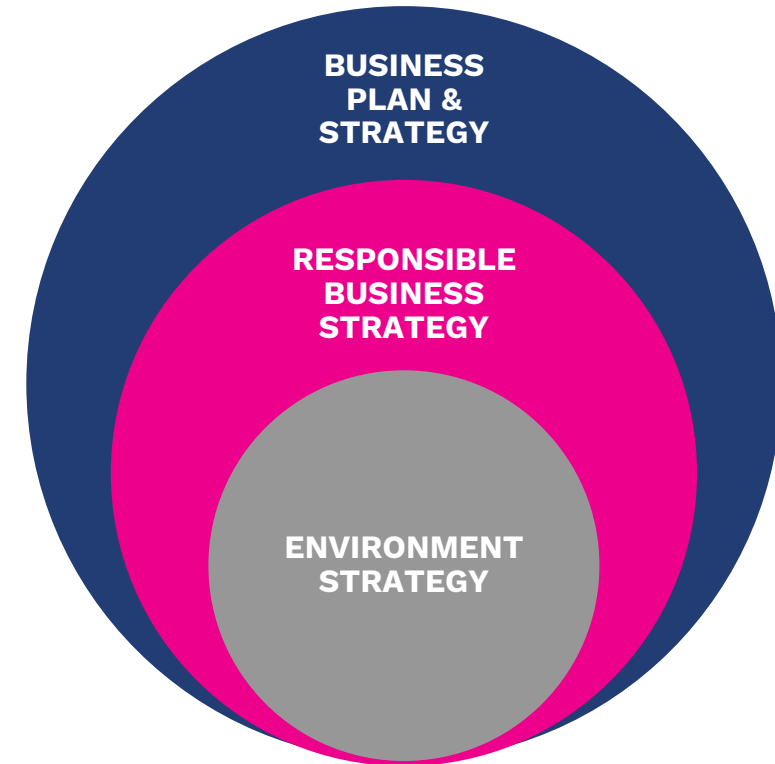 BUSINESS
PLAN &
STRATEGY
RESPONSIBLE
BUSINESS
STRATEGY
ENVIRONMENT
STRATEGY